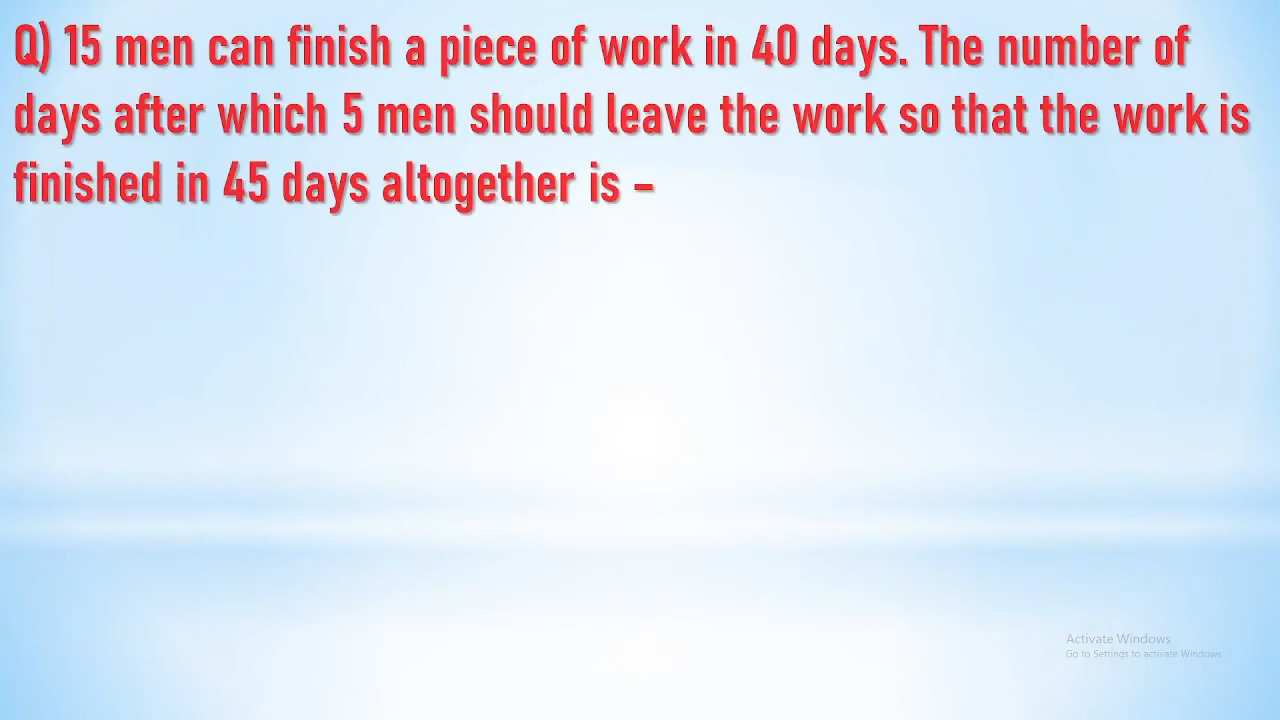 Q) 15 men can finish a piece of work in 40 days. The number of
days after which 5 men should leave the work so that the work is
finished in 45 days altogether is -
Activate Windows
Go to Settings to activate Windows.